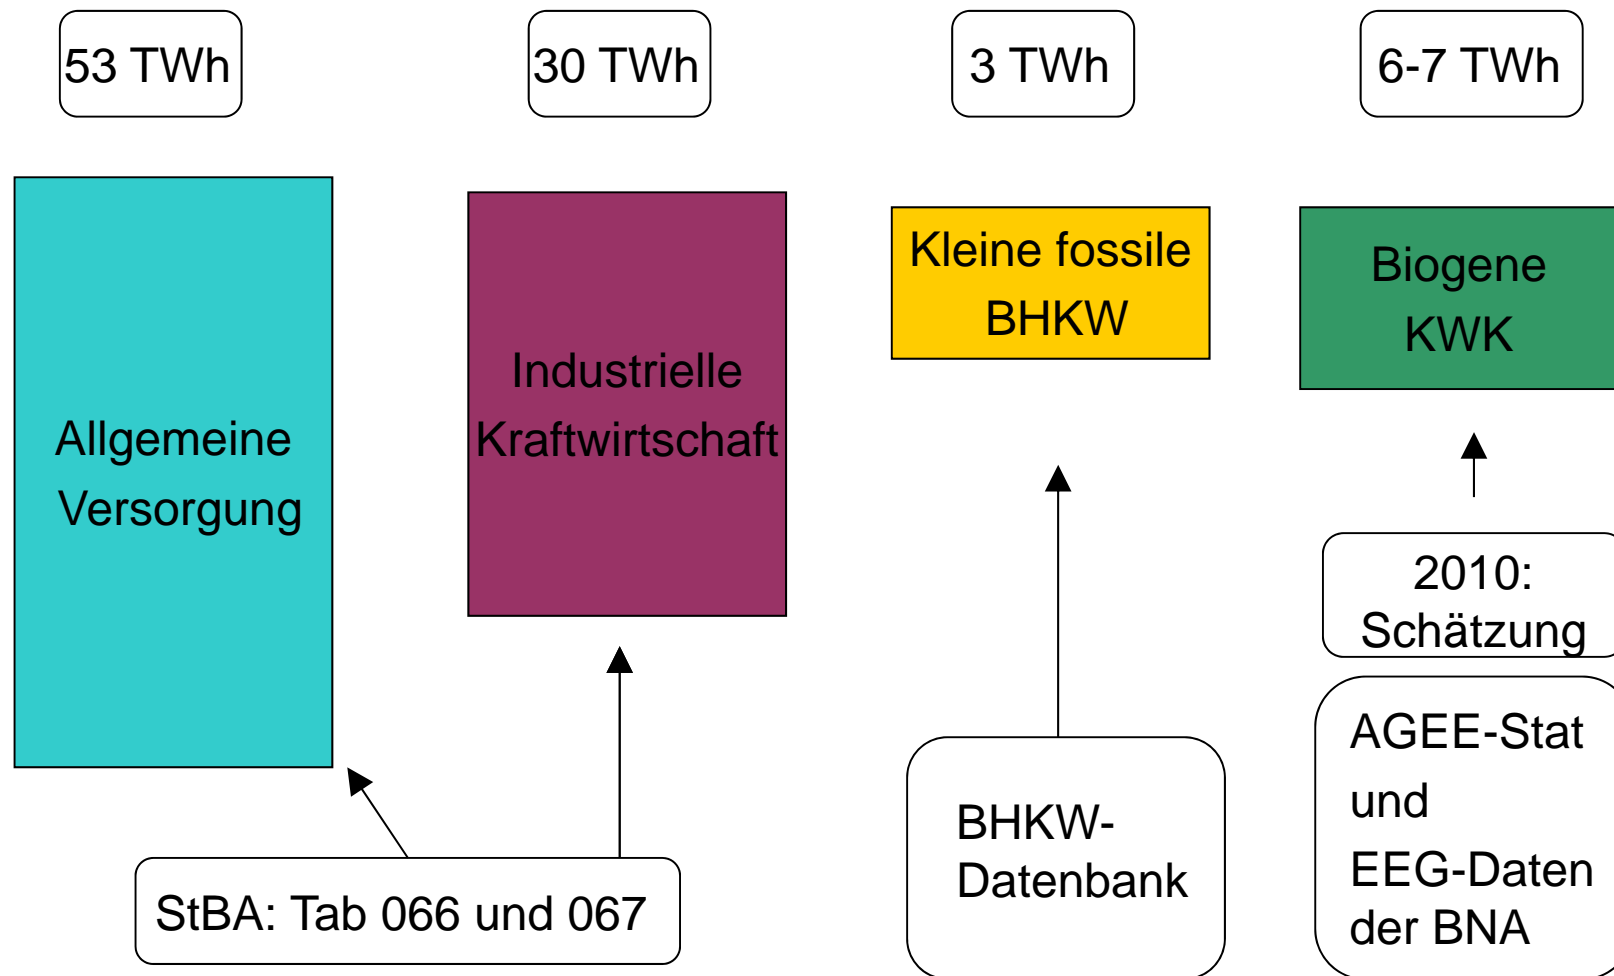 53 TWh
30 TWh
3 TWh
6-7 TWh
Allgemeine
Versorgung
Industrielle
Kraftwirtschaft
Kleine fossile
BHKW
Biogene
KWK
StBA: Tab 066 und 067
BHKW-
Datenbank
2010:
Schätzung
AGEE-Stat
und
EEG-Daten
der BNA